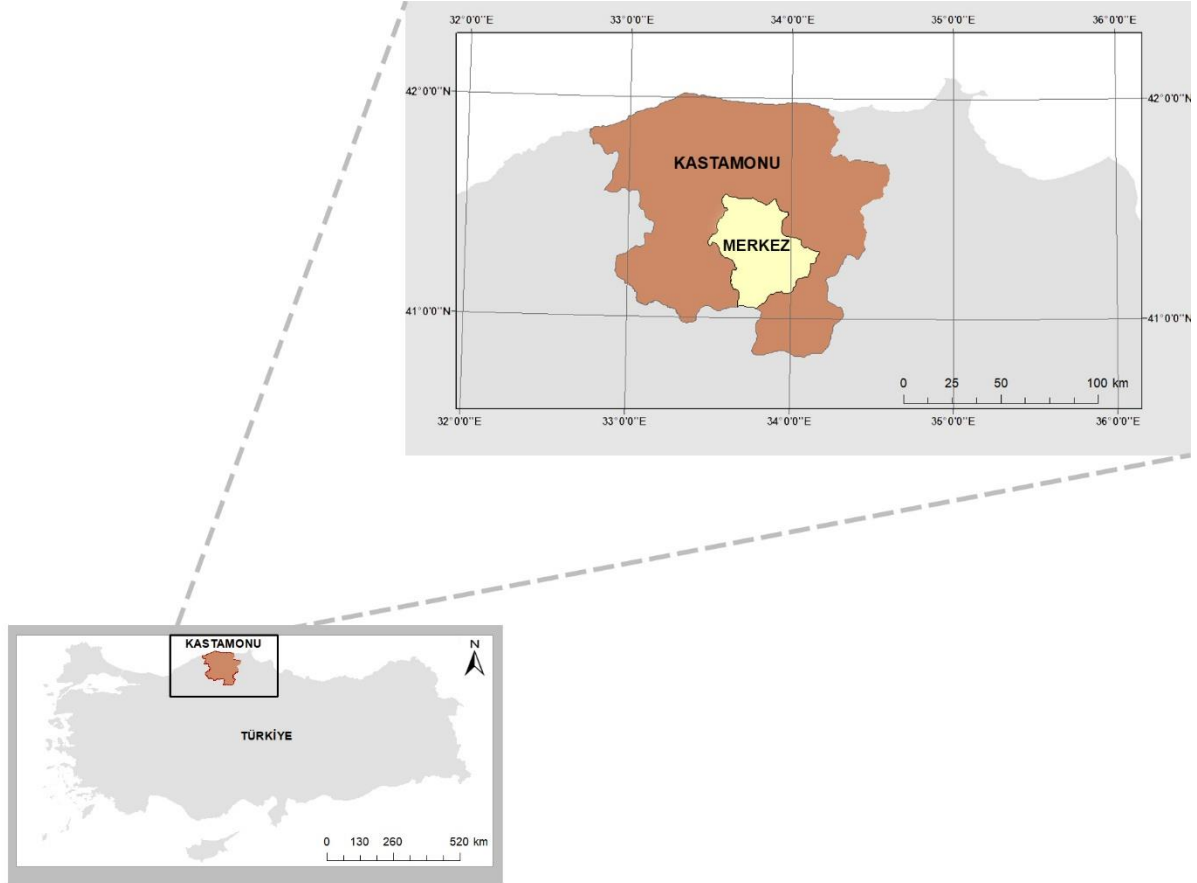 32°0'0"E 33°0'0"E 34°0'0"E 35°0'0"E 36°0'0"E
42°0'0"N 42°0'0"N
KASTAMONU
MERKEZ
41°0'0"N 41°0'0"N
0 25 50 100 km
32°0'0"E 33°0'0"E 34°0'0"E 35°0'0"E 36°0'0"E
KASTAMONU
N
TÜRKİYE
0 130 260 520 km